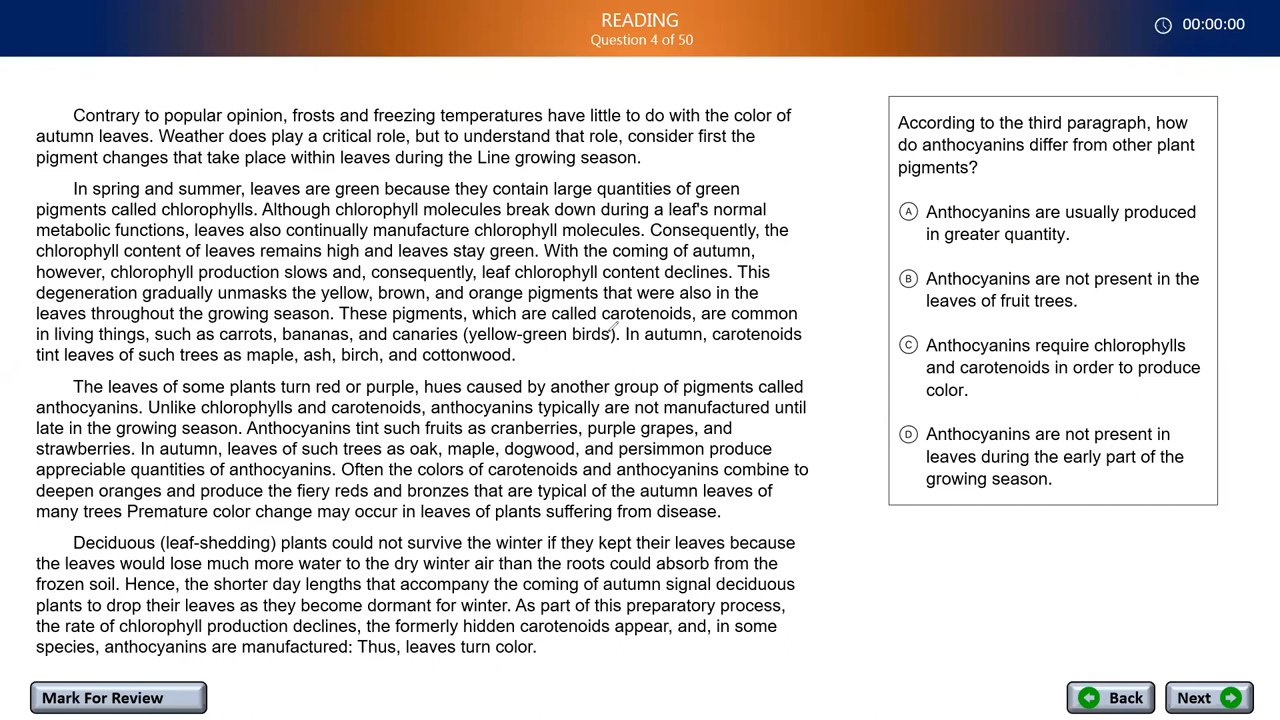 READING
Question 4 of 50
00:00:00
Contrary to popular opinion, frosts and freezing temperatures have little to do with the color of
autumn leaves. Weather does play a critical role, but to understand that role, consider first the
pigment changes that take place within leaves during the Line growing season.
In spring and summer, leaves are green because they contain large quantities of green
pigments called chlorophylls. Although chlorophyll molecules break down during a leaf's normal
metabolic functions, leaves also continually manufacture chlorophyll molecules. Consequently, the
chlorophyll content of leaves remains high and leaves stay green. With the coming of autumn,
however, chlorophyll production slows and, consequently, leaf chlorophyll content declines. This
degeneration gradually unmasks the yellow, brown, and orange pigments that were also in the
leaves throughout the growing season. These pigments, which are called carotenoids, are common
in living things, such as carrots, bananas, and canaries (yellow-green birds). In autumn, carotenoids
tint leaves of such trees as maple, ash, birch, and cottonwood.
The leaves of some plants turn red or purple, hues caused by another group of pigments called
anthocyanins. Unlike chlorophylls and carotenoids, anthocyanins typically are not manufactured until
late in the growing season. Anthocyanins tint such fruits as cranberries, purple grapes, and
strawberries. In autumn, leaves of such trees as oak, maple, dogwood, and persimmon produce
appreciable quantities of anthocyanins. Often the colors of carotenoids and anthocyanins combine to
deepen oranges and produce the fiery reds and bronzes that are typical of the autumn leaves of
many trees Premature color change may occur in leaves of plants suffering from disease.
Deciduous (leaf-shedding) plants could not survive the winter if they kept their leaves because
the leaves would lose much more water to the dry winter air than the roots could absorb from the
frozen soil. Hence, the shorter day lengths that accompany the coming of autumn signal deciduous
plants to drop their leaves as they become dormant for winter. As part of this preparatory process,
the rate of chlorophyll production declines, the formerly hidden carotenoids appear, and, in some
species, anthocyanins are manufactured: Thus, leaves turn color.
According to the third paragraph, how
do anthocyanins differ from other plant
pigments?
A Anthocyanins are usually produced
in greater quantity.
B Anthocyanins are not present in the
leaves of fruit trees.
C Anthocyanins require chlorophylls
and carotenoids in order to produce
color.
D Anthocyanins are not present in
leaves during the early part of the
growing season.
Mark For Review
Back
Next